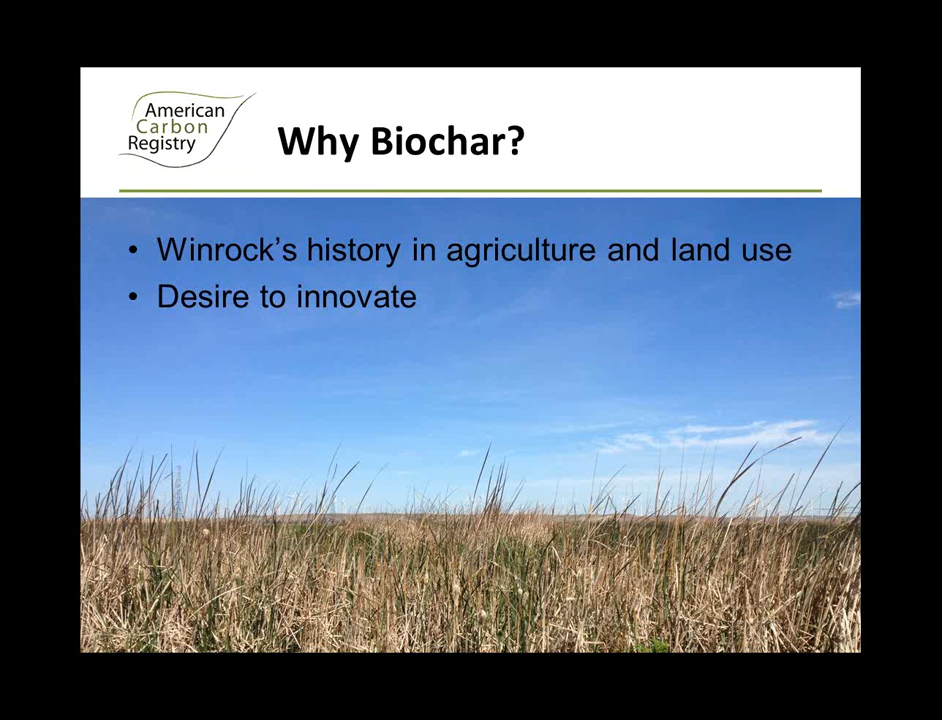 American
Carbon
Registry
Why Biochar?
• Winrock’s history in agriculture and land use
• Desire to innovate